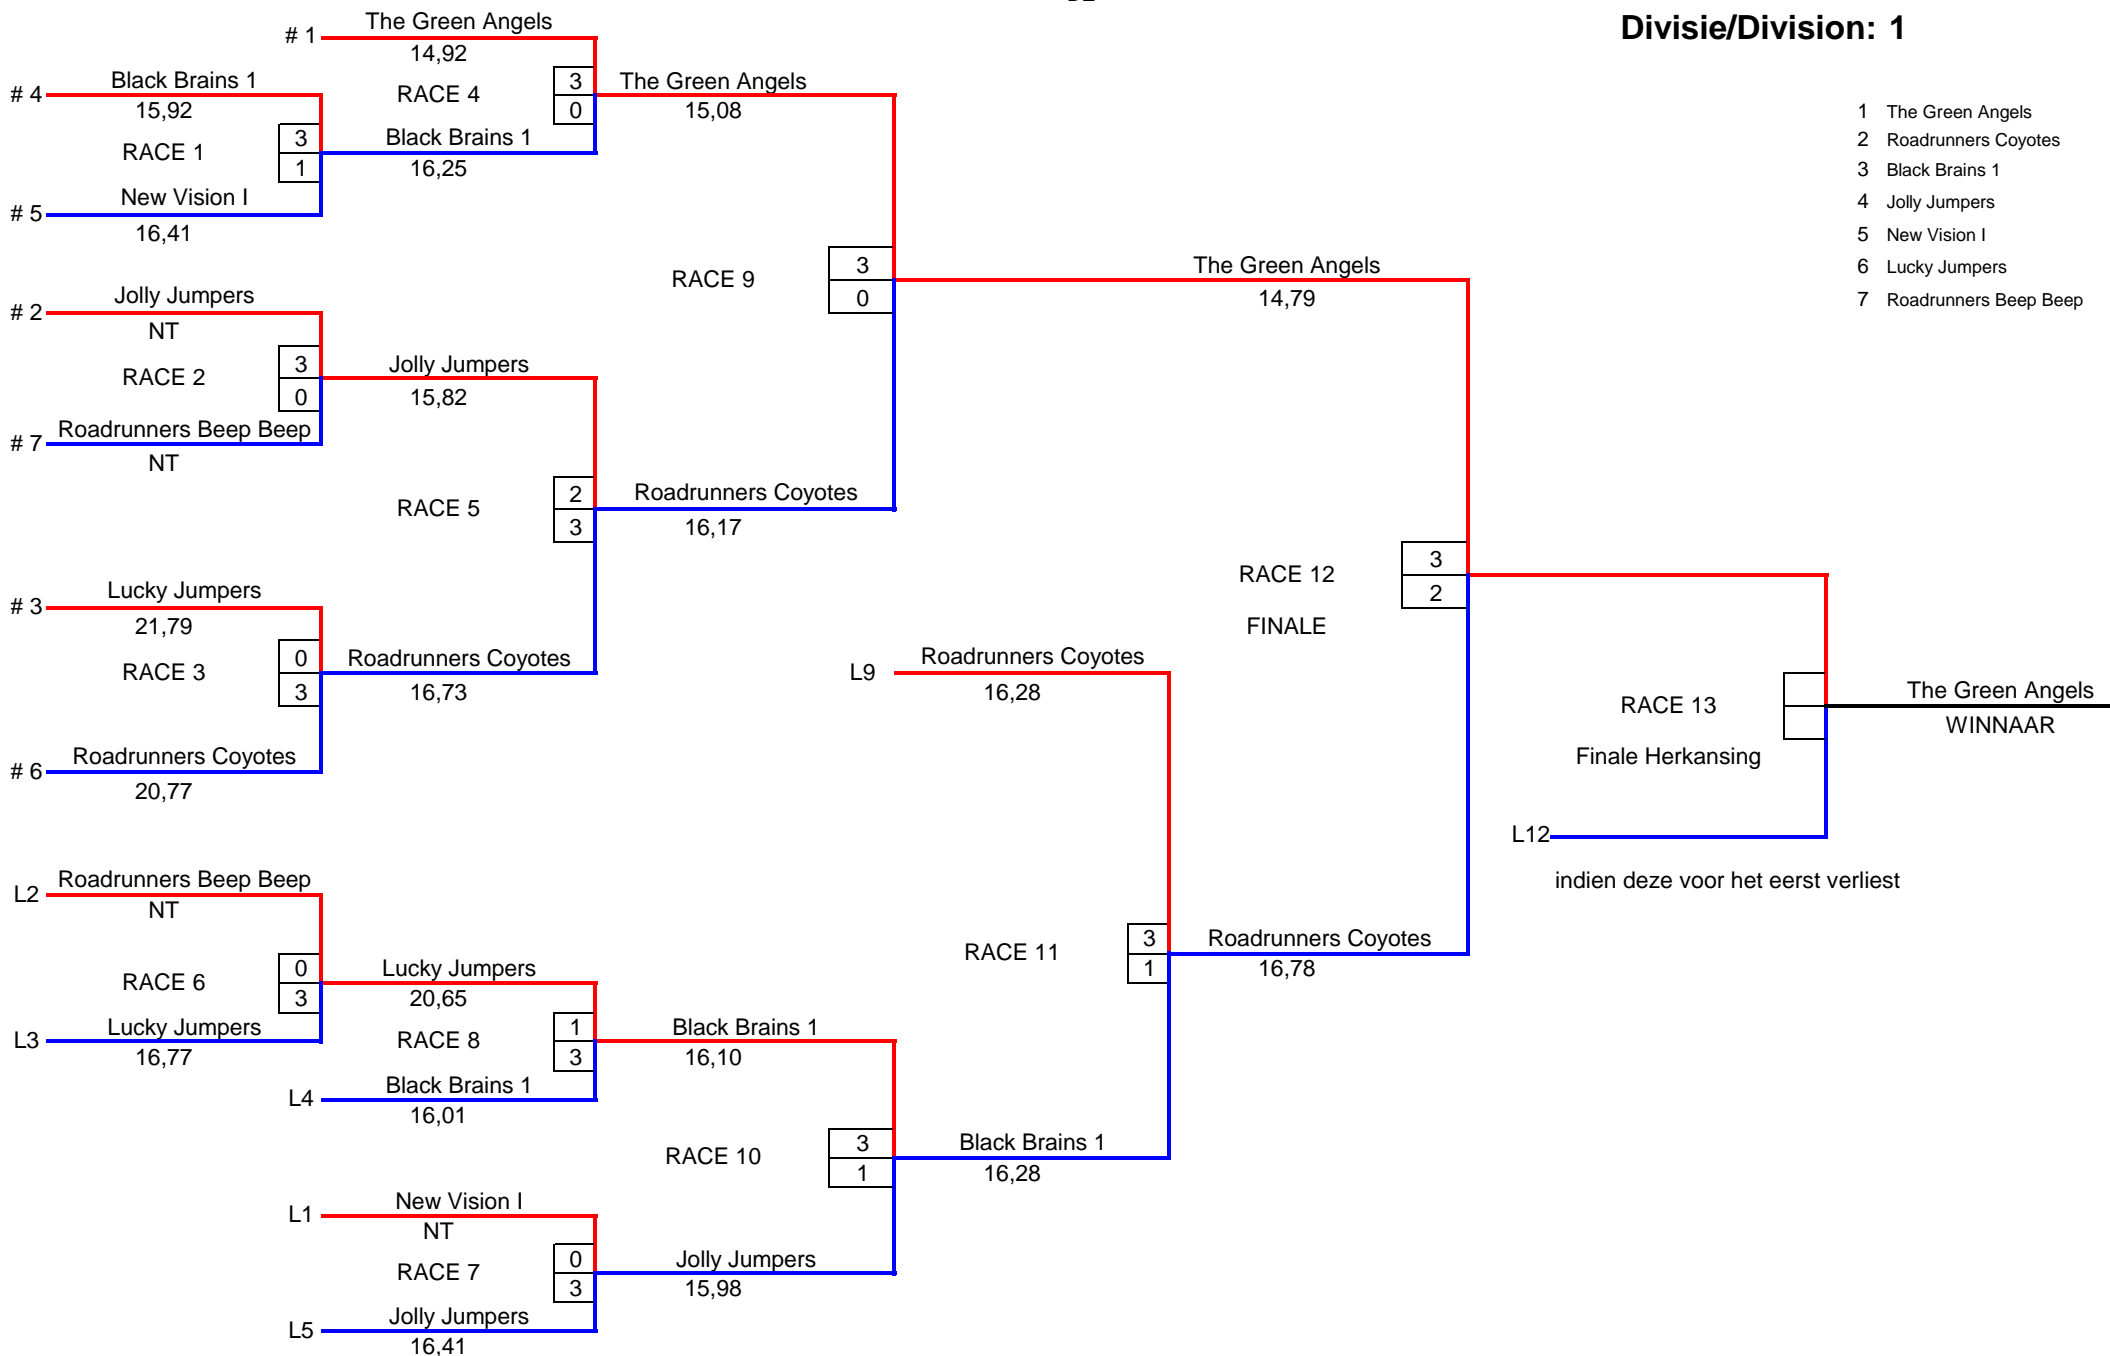 Divisie/Division: 1
1 The Green Angels
2 Roadrunners Coyotes
3 Black Brains 1
4 Jolly Jumpers
5 New Vision I
6 Lucky Jumpers
7 Roadrunners Beep Beep
# 1 The Green Angels
14,92
# 4 Black Brains 1
15,92
RACE 1
3
1
# 5 New Vision I
16,41
RACE 4
3
0
Black Brains 1
16,25
The Green Angels
15,08
# 2 Jolly Jumpers
NT
RACE 2
3
0
# 7 Roadrunners Beep Beep
NT
Jolly Jumpers
15,82
RACE 5
2
3
Roadrunners Coyotes
16,17
# 3 Lucky Jumpers
21,79
RACE 3
0
3
# 6 Roadrunners Coyotes
20,77
Roadrunners Coyotes
16,73
RACE 9
3
0
The Green Angels
14,79
RACE 12
3
2
FINALE
L9 Roadrunners Coyotes
16,28
RACE 11
3
1
Roadrunners Coyotes
16,78
RACE 13
Finale Herkansing
The Green Angels
WINNAAR
L12
indien deze voor het eerst verliest
L2 Roadrunners Beep Beep
NT
RACE 6
0
3
L3 Lucky Jumpers
16,77
Lucky Jumpers
20,65
RACE 8
1
3
L4 Black Brains 1
16,01
Black Brains 1
16,10
RACE 10
3
1
Black Brains 1
16,28
L1 New Vision I
NT
RACE 7
0
3
L5 Jolly Jumpers
16,41
Jolly Jumpers
15,98